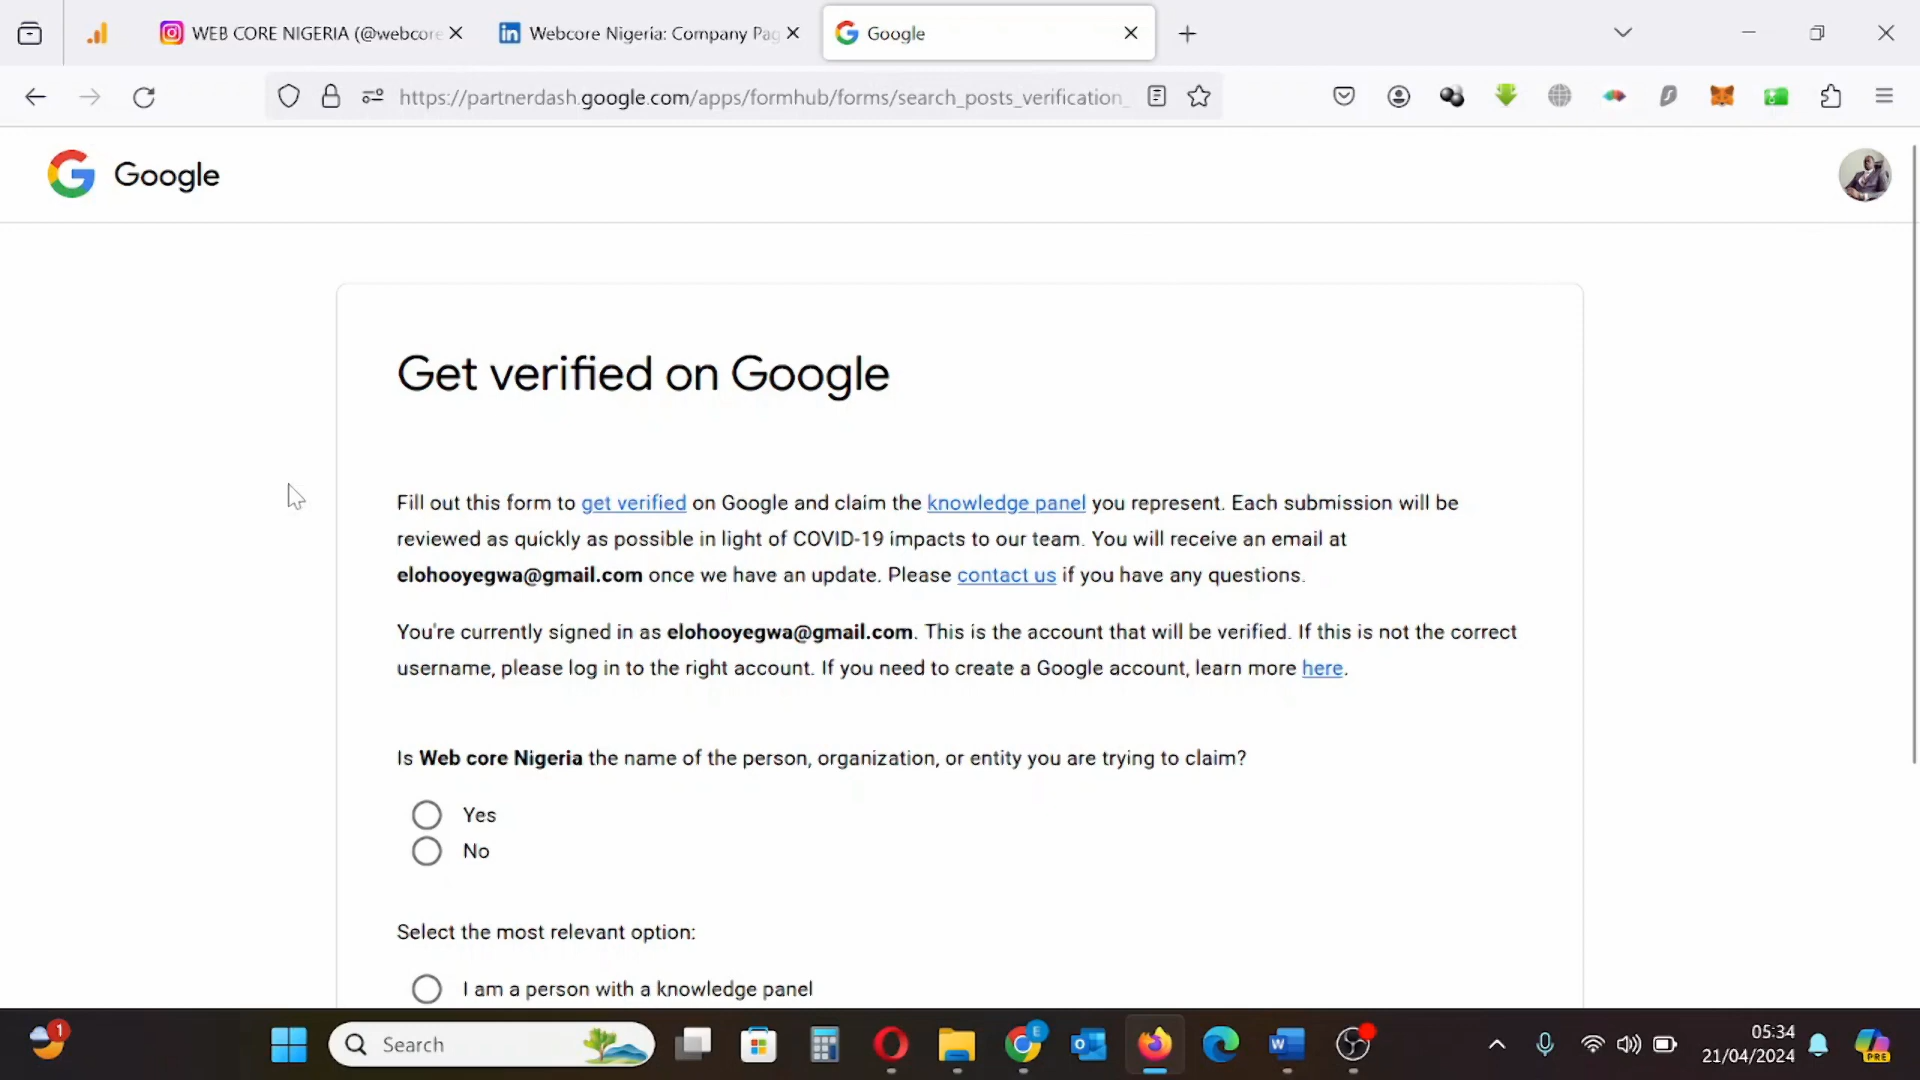 WEB CORE NIGERIA (@webcore
Webcore Nigeria: Company Pag
Google
https://partnerdash.google.com/apps/formhub/forms/search_posts_verification_
Google
Get verified on Google
Fill out this form to get verified on Google and claim the knowledge panel you represent. Each submission will be
reviewed as quickly as possible in light of COVID-19 impacts to our team. You will receive an email at
elohooyegwa@gmail.com once we have an update. Please contact us if you have any questions.
You're currently signed in as elohooyegwa@gmail.com. This is the account that will be verified. If this is not the correct
username, please log in to the right account. If you need to create a Google account, learn more here.
Is Web core Nigeria the name of the person, organization, or entity you are trying to claim?
Yes
No
Select the most relevant option:
I am a person with a knowledge panel
1
Search
E
05:34
21/04/2024
PRE